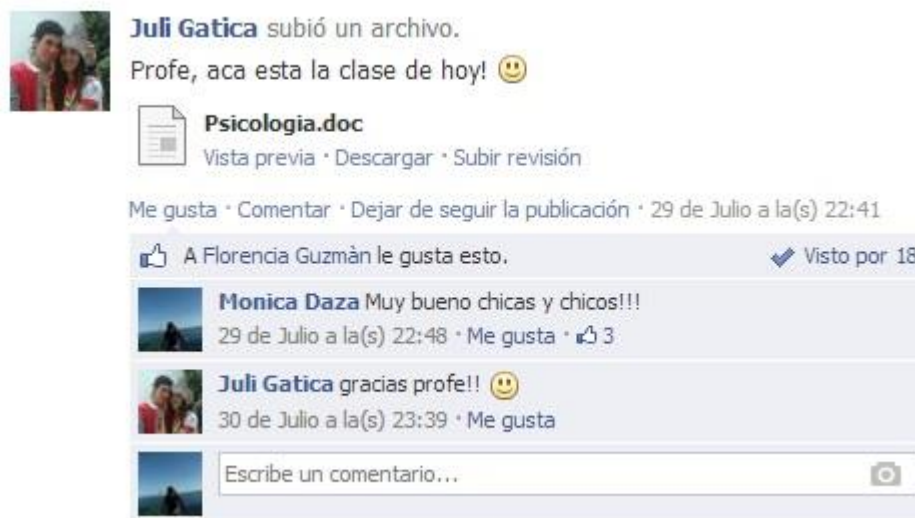 Juli Gatica subió un archivo.
Profe, aca esta la clase de hoy!
Psicologia.doc
Vista previa · Descargar · Subir revisión
Me gusta · Comentar · Dejar de seguir la publicación · 29 de Julio a la(s) 22:41
A Florencia Guzmàn le gusta esto. Visto por 18
Monica Daza Muy bueno chicas y chicos!!!
29 de Julio a la(s) 22:48 · Me gusta · 3
Juli Gatica gracias profe!!
30 de Julio a la(s) 23:39 · Me gusta
Escribe un comentario...